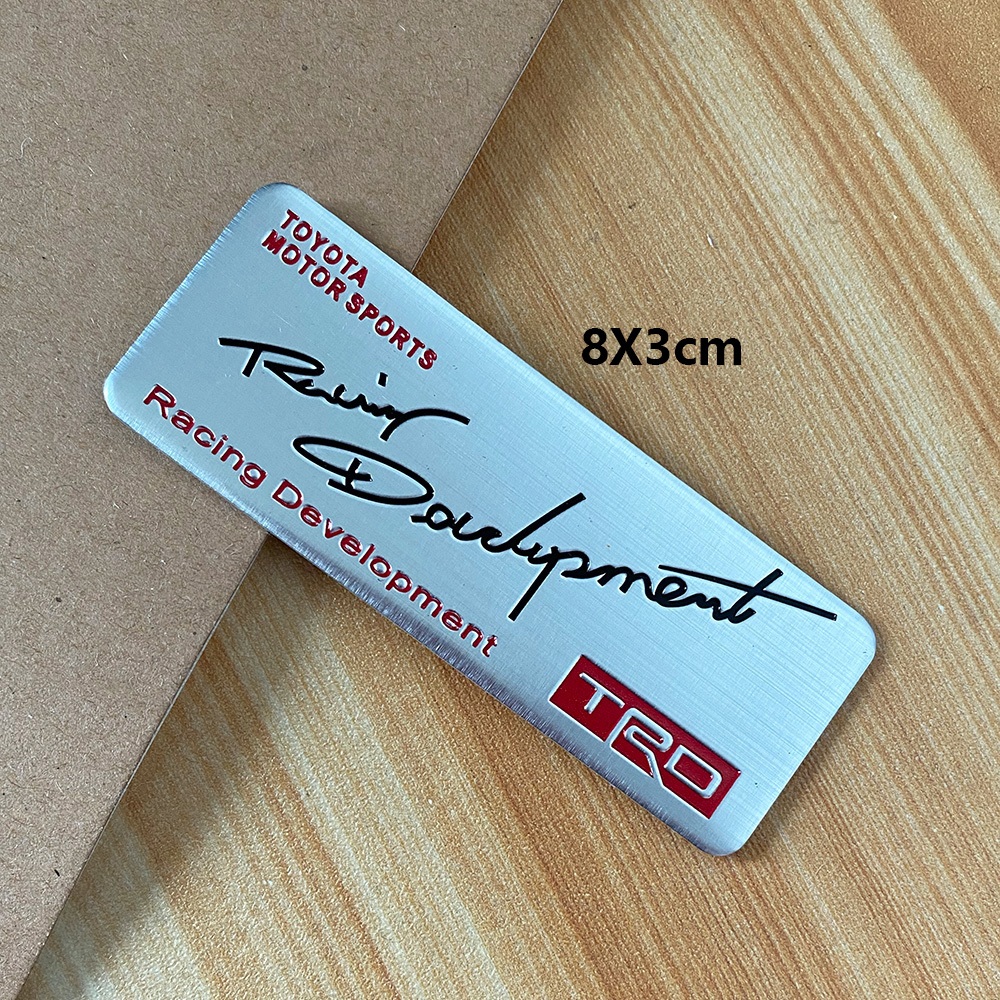 TOYOTA
MOTOR SPORTS
8X3cm
Racing
Development
Racing Development
TRD